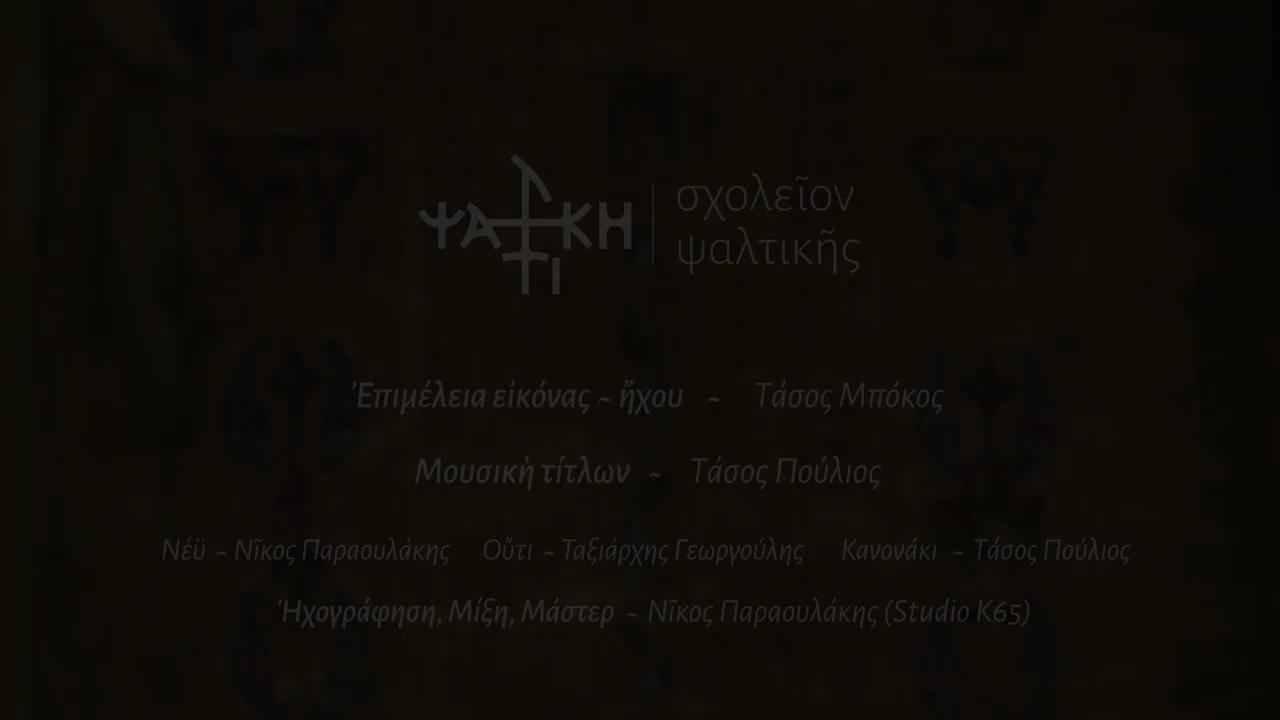 ΨΑΛΤΙΚΗ
σχολεῖον
ψαλτικῆς
Ἐπιμέλεια εἰκόνας ~ ἤχου ~ Τάσος Μπόκος
Μουσικὴ τίτλων ~ Τάσος Πούλιος
Νέϋ ~ Νῖκος Παραουλάκης Οὔτι ~ Ταξιάρχης Γεωργούλης Κανονάκι ~ Τάσος Πούλιος
Ἠχογράφηση, Μίξη, Μάστερ ~ Νῖκος Παραουλάκης (Studio K65)